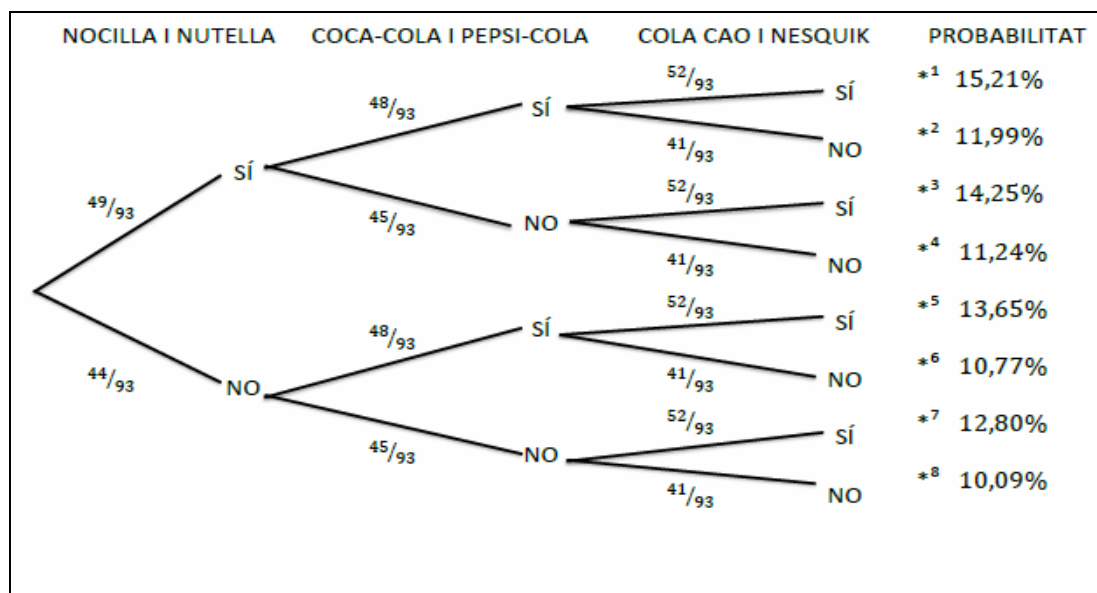 NOCILLA I NUTELLA COCA-COLA I PEPSI-COLA COLA CAO I NESQUIK PROBABILITAT
52/93 SÍ *1 15,21%
48/93 SÍ
41/93 NO *2 11,99%
SÍ
49/93 52/93 SÍ *3 14,25%
45/93 NO
41/93 NO *4 11,24%
52/93 SÍ *5 13,65%
48/93 SÍ
44/93 41/93 NO *6 10,77%
NO
52/93 SÍ *7 12,80%
45/93 NO
41/93 NO *8 10,09%